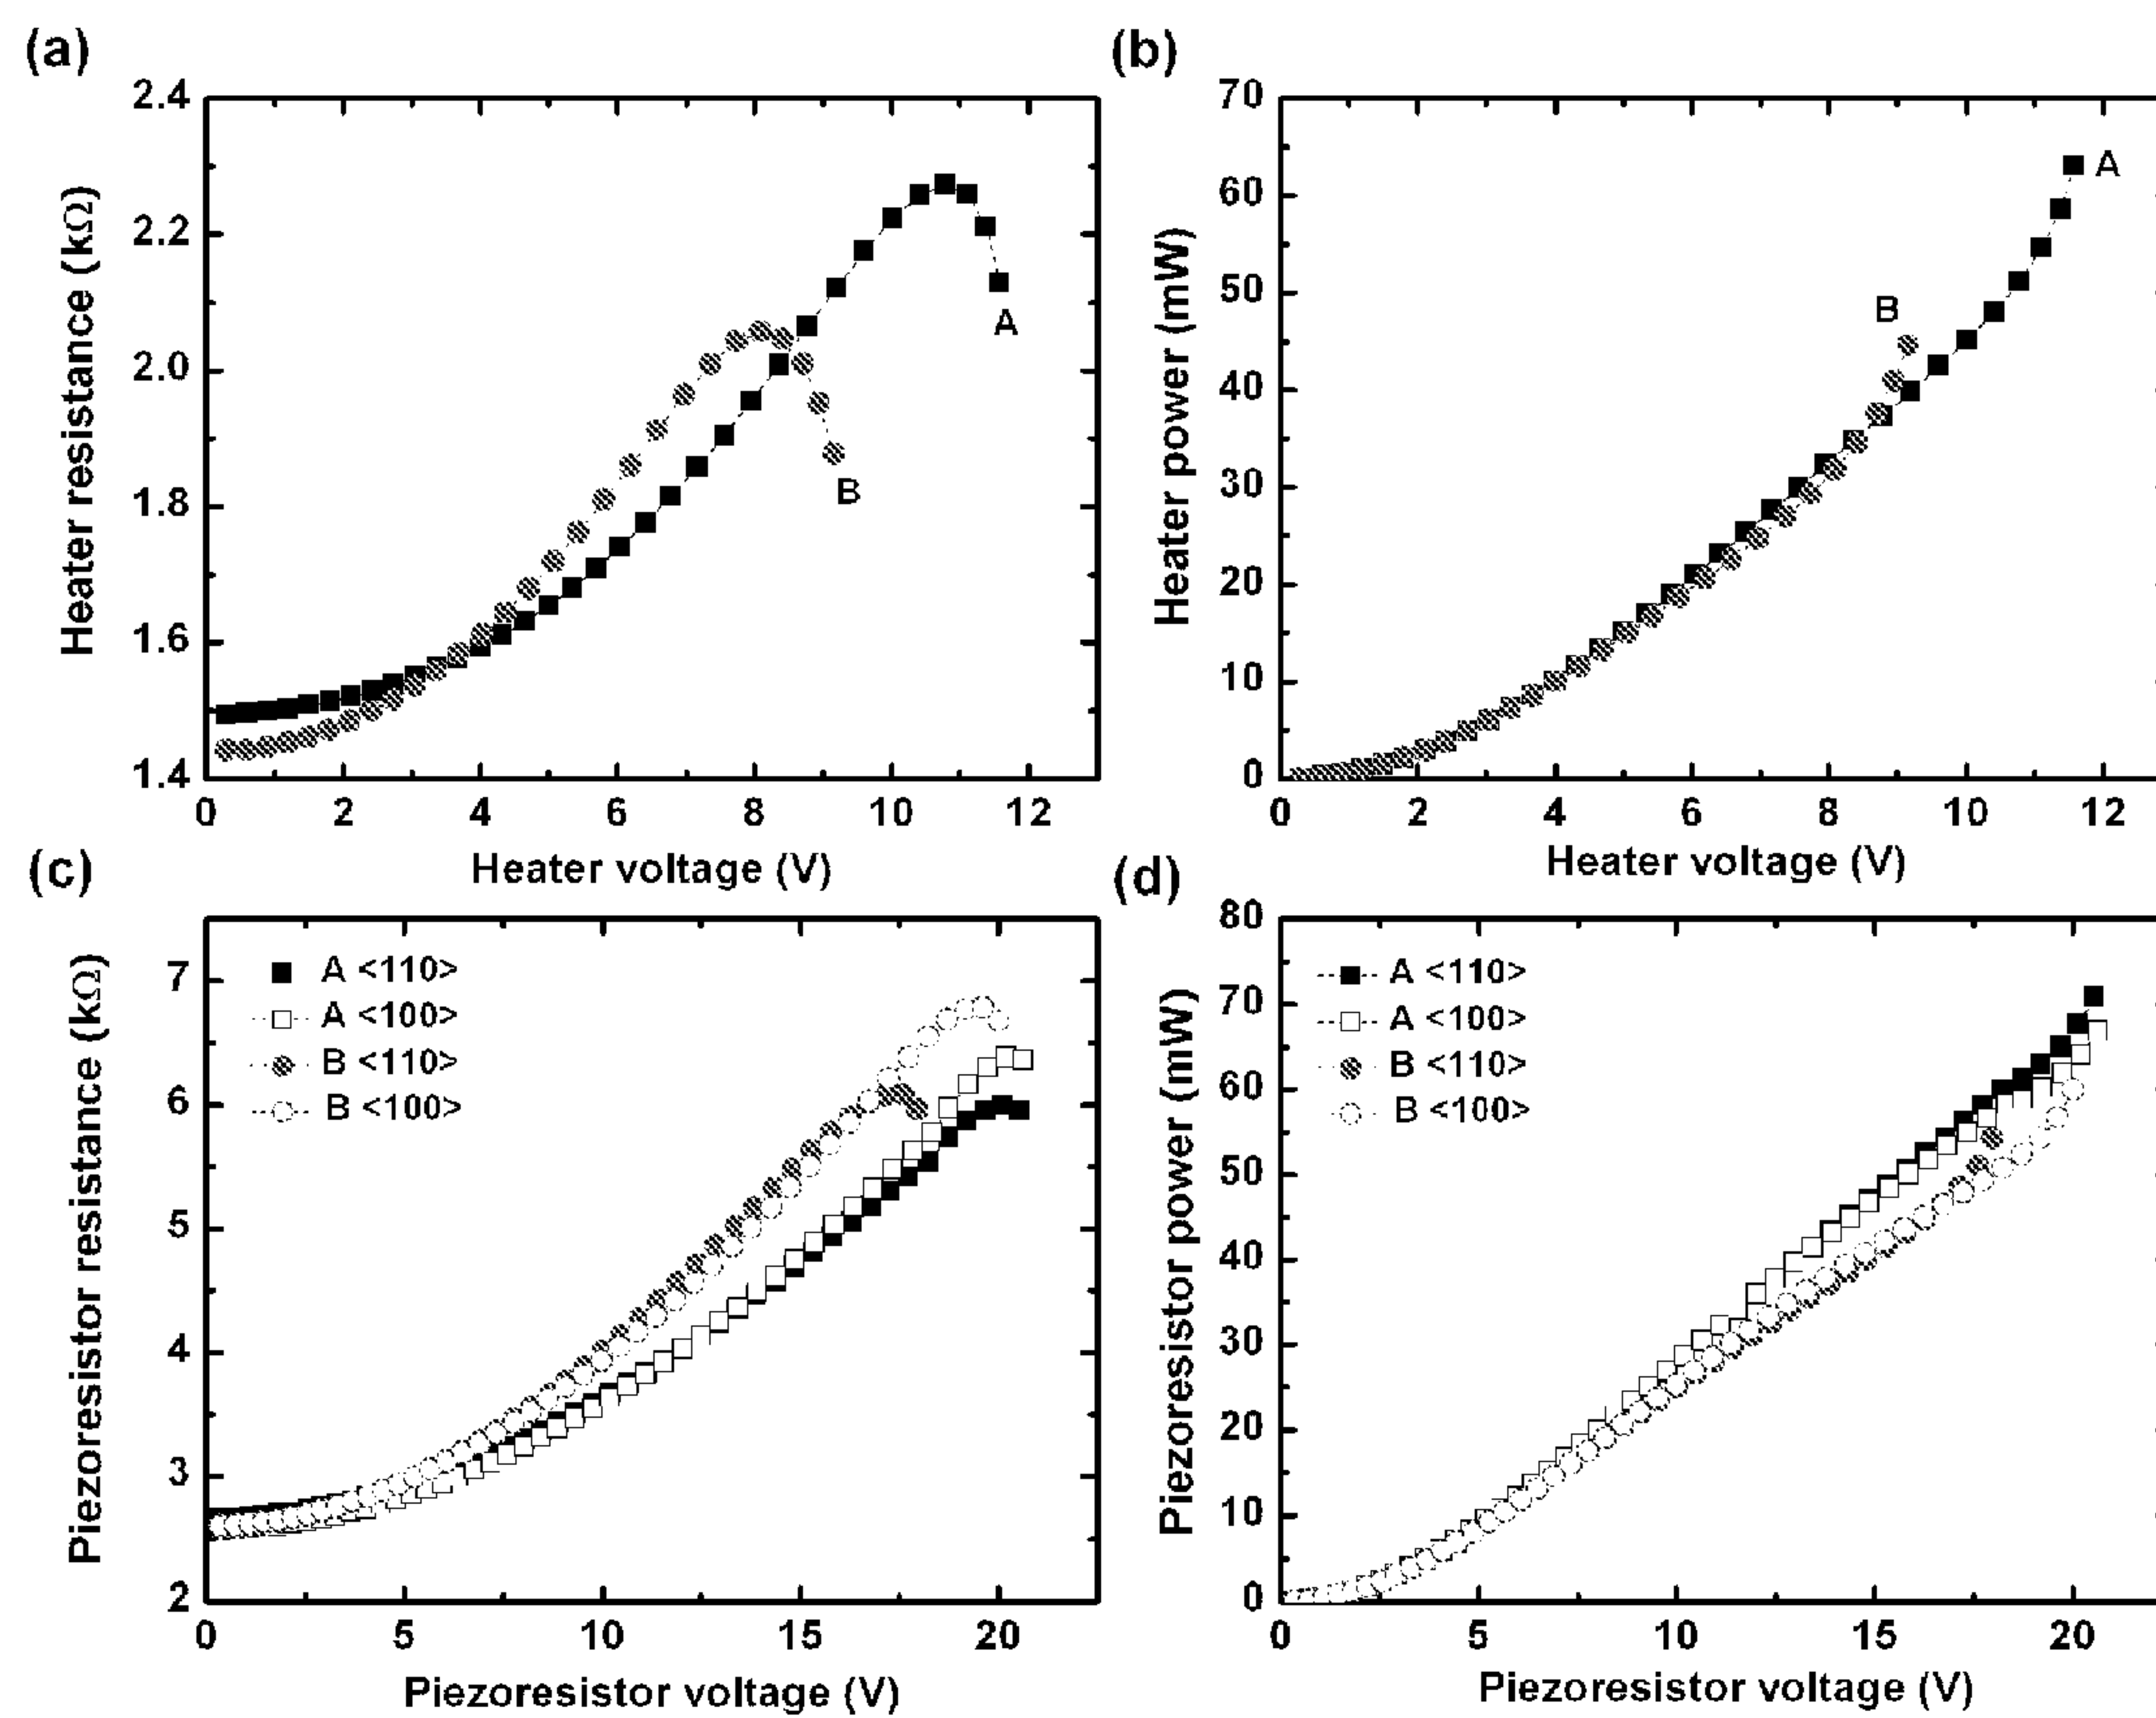 (a)
2.4
2.2
2.0
1.8
1.6
1.4
Heater resistance (kΩ)
A
B
0 2 4 6 8 10 12
Heater voltage (V)
(b)
70
60
50
40
30
20
10
0
Heater power (mW)
A
B
0 2 4 6 8 10 12
Heater voltage (V)
(c)
7
6
5
4
3
2
Piezoresistor resistance (kΩ)
A <110>
A <100>
B <110>
B <100>
0 5 10 15 20
Piezoresistor voltage (V)
(d)
80
70
60
50
40
30
20
10
0
Piezoresistor power (mW)
A <110>
A <100>
B <110>
B <100>
0 5 10 15 20
Piezoresistor voltage (V)